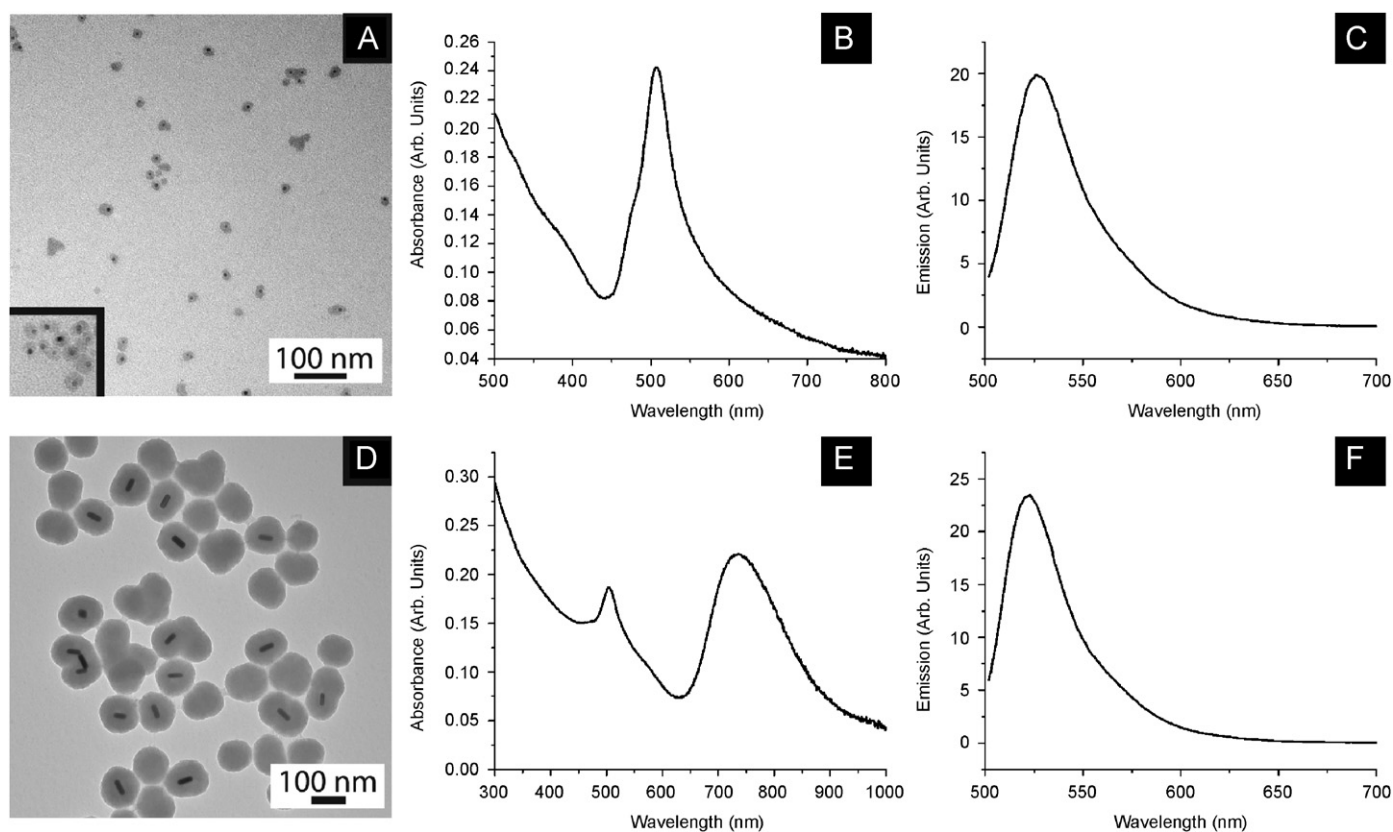 A
100 nm
B
0.26
0.24
0.22
0.20
0.18
0.16
0.14
0.12
0.10
0.08
0.06
0.04
Absorbance (Arb. Units)
500 400 500 600 700 800
Wavelength (nm)
C
20
15
10
5
0
Emission (Arb. Units)
500 550 600 650 700
Wavelength (nm)
D
100 nm
E
0.30
0.25
0.20
0.15
0.10
0.05
0.00
Absorbance (Arb. Units)
300 400 500 600 700 800 900 1000
Wavelength (nm)
F
25
20
15
10
5
0
Emission (Arb. Units)
500 550 600 650 700
Wavelength (nm)